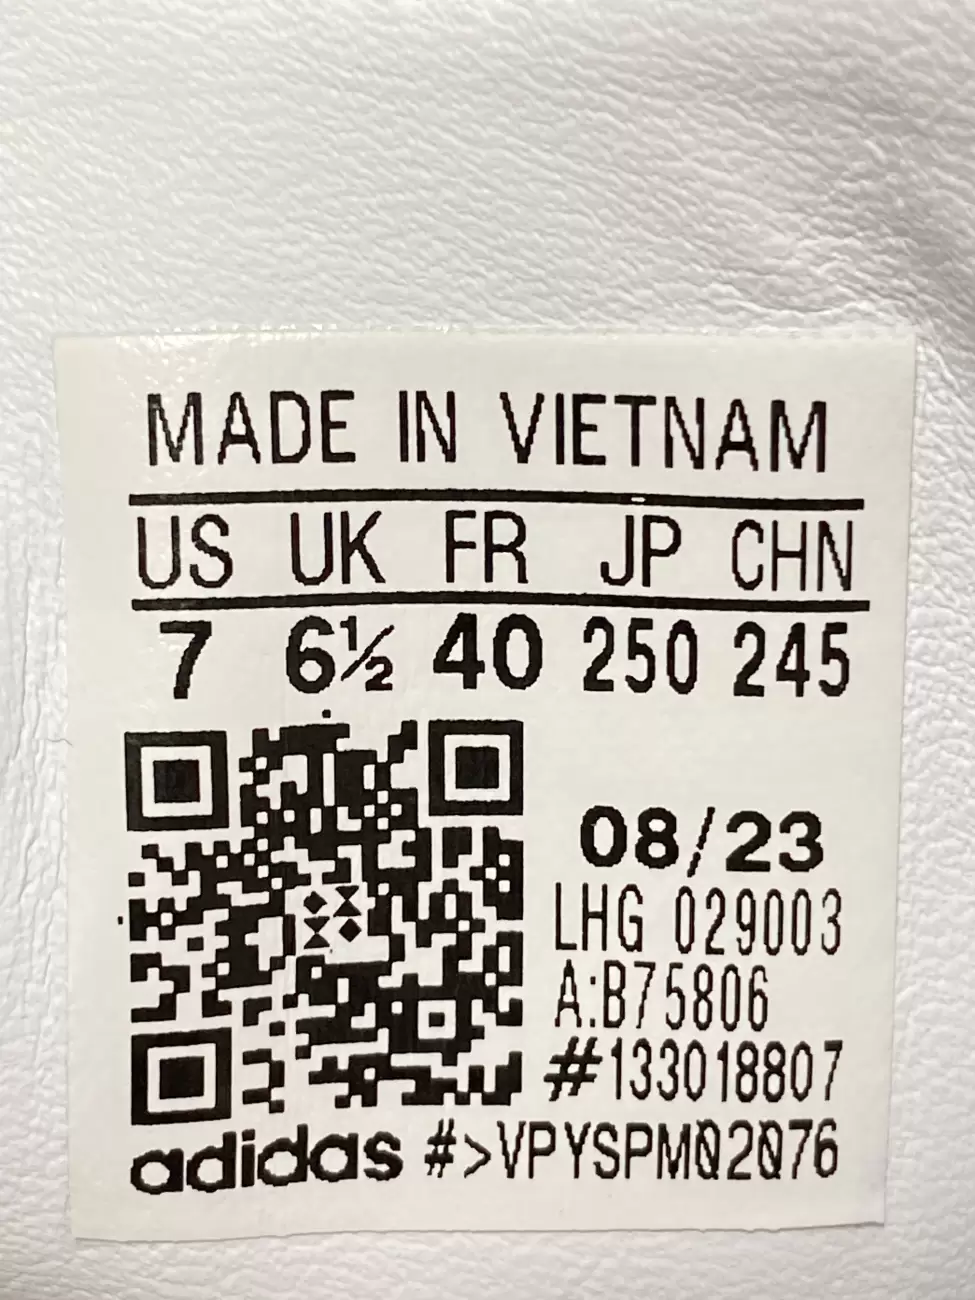 MADE IN VIETNAM
US UK FR JP CHN
7 6½ 40 250 245
08/23
LHG 029003
A:B75806
#133018807
adidas #>VPYSPM02076